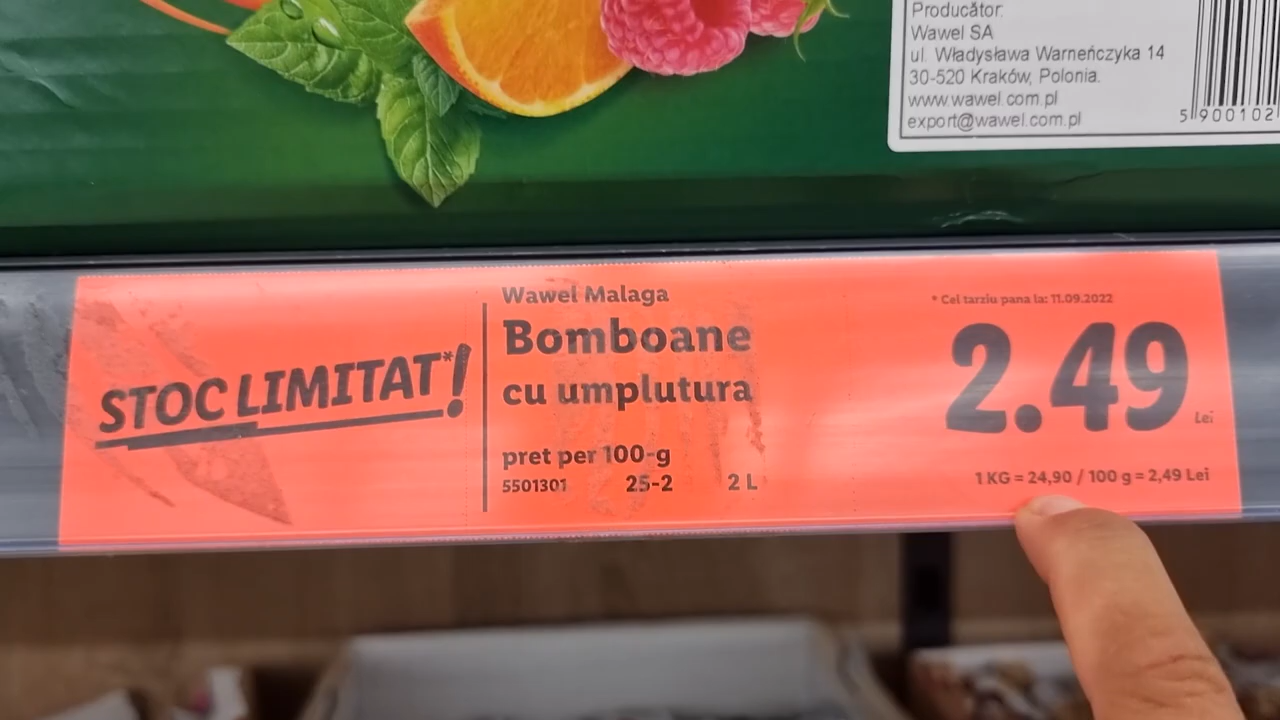 Producător:
Wawel SA
ul. Władysława Warneńczyka 14
30-520 Kraków, Polonia.
www.wawel.com.pl
export@wawel.com.pl
5 900102
STOC LIMITAT*!
Wawel Malaga
Bomboane
cu umplutura
pret per 100-g
5501301 25-2 2 L
* Cel tarziu pana la: 11.09.2022
2.49
Lei
1 KG = 24,90 / 100 g = 2,49 Lei